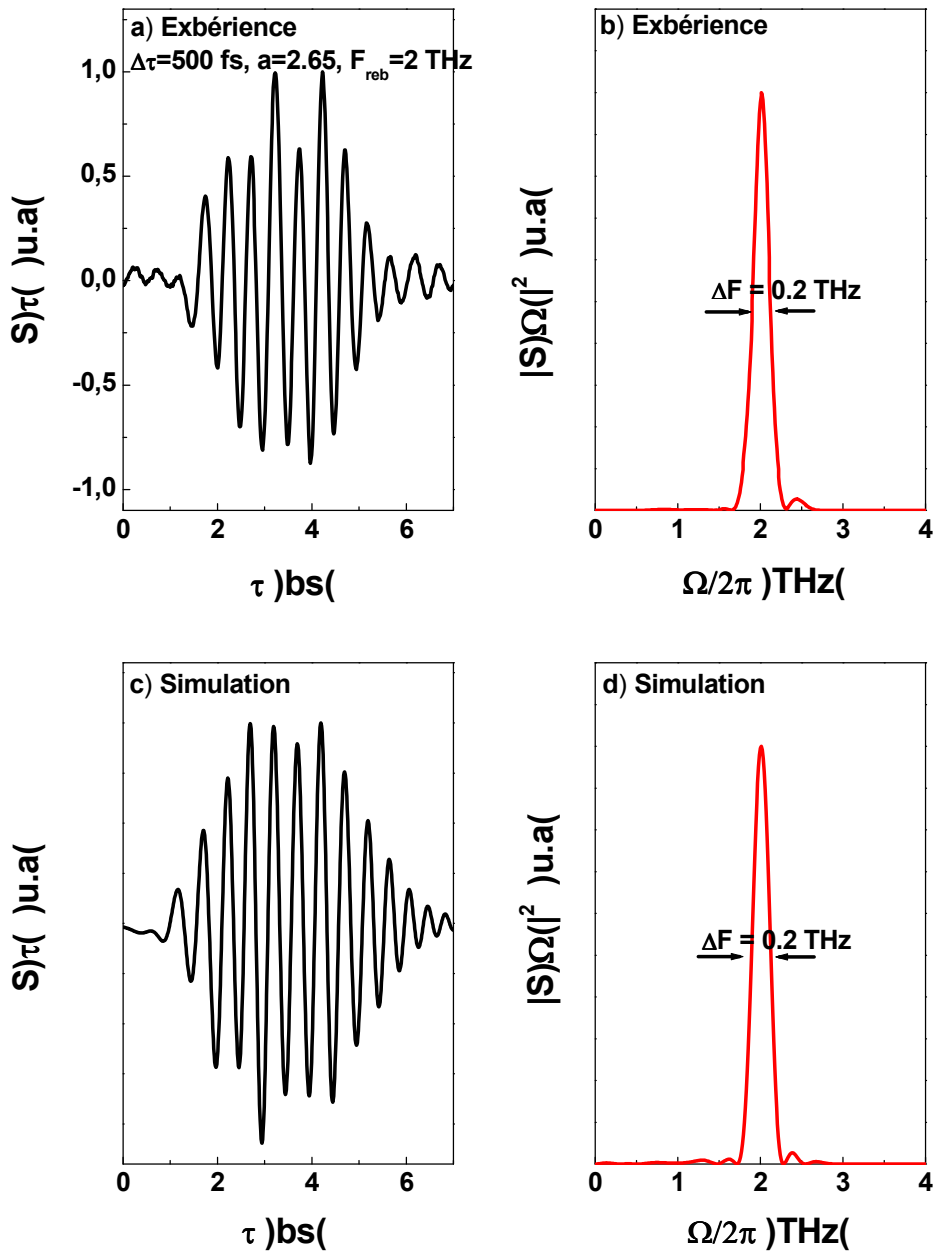 a) Exbérience
Δτ=500 fs, a=2.65, F_reb=2 THz
1,0
0,5
0,0
-0,5
-1,0
S)τ( )u.a(
0 2 4 6
τ )bs(
b) Exbérience
ΔF = 0.2 THz
|S)Ω(|² )u.a(
0 1 2 3 4
Ω/2π )THz(
c) Simulation
S)τ( )u.a(
0 2 4 6
τ )bs(
d) Simulation
ΔF = 0.2 THz
|S)Ω(|² )u.a(
0 1 2 3 4
Ω/2π )THz(